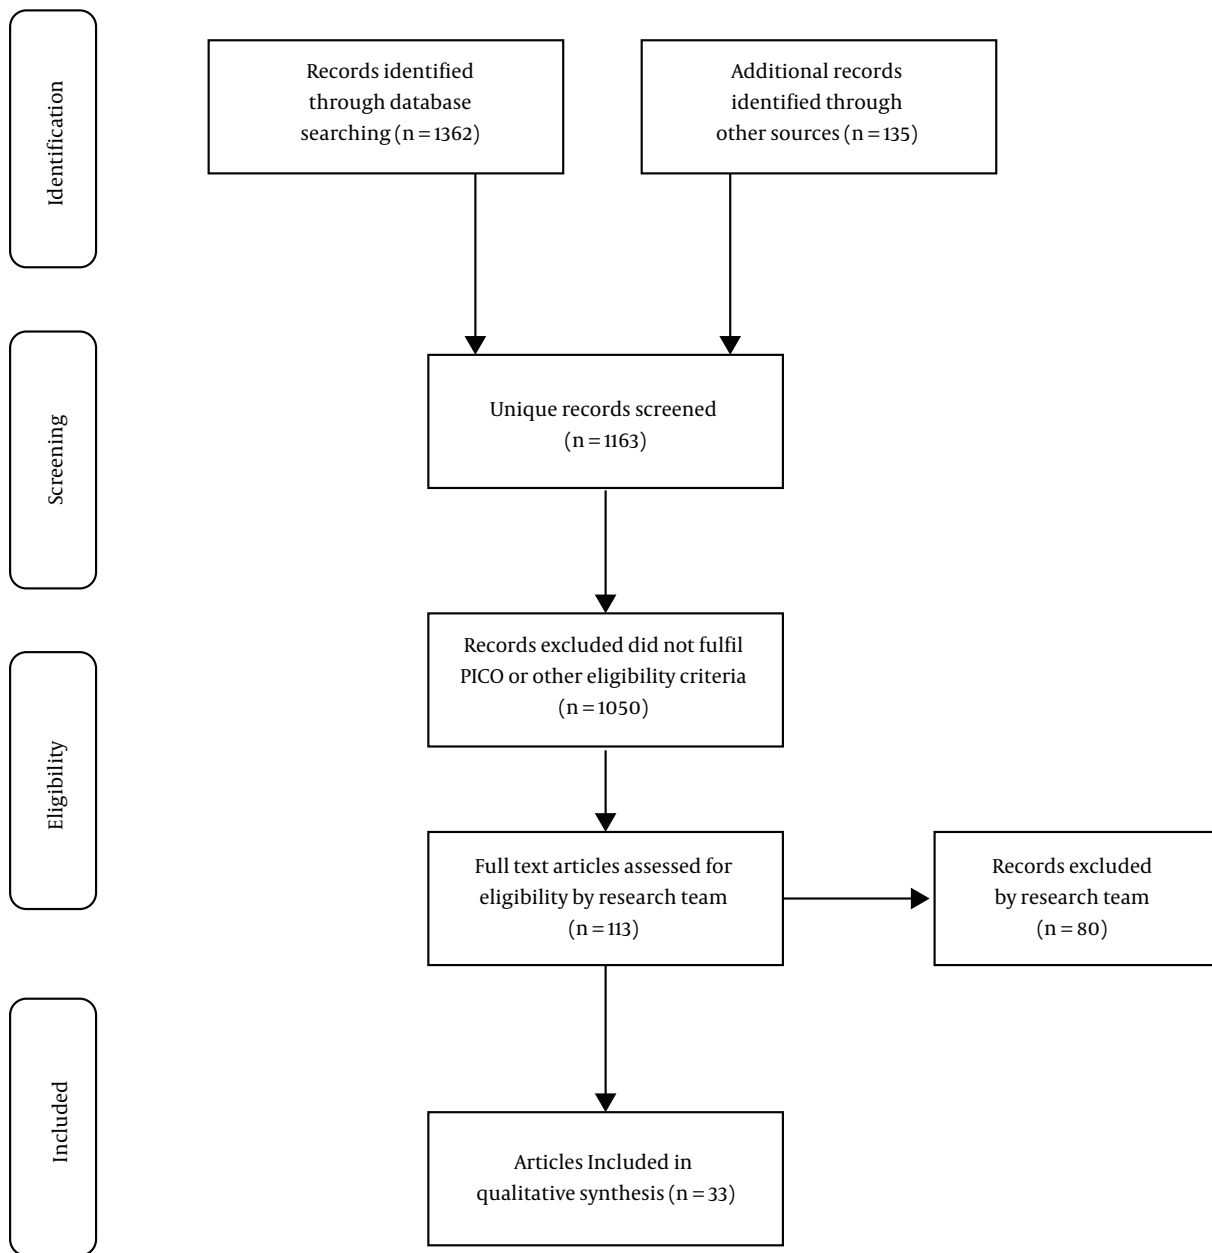 Identification
Records identified
through database
searching (n = 1362)
Additional records
identified through
other sources (n = 135)
Screening
Unique records screened
(n = 1163)
Eligibility
Records excluded did not fulfil
PICO or other eligibility criteria
(n = 1050)
Full text articles assessed for
eligibility by research team
(n = 113)
Records excluded
by research team
(n = 80)
Included
Articles Included in
qualitative synthesis (n = 33)